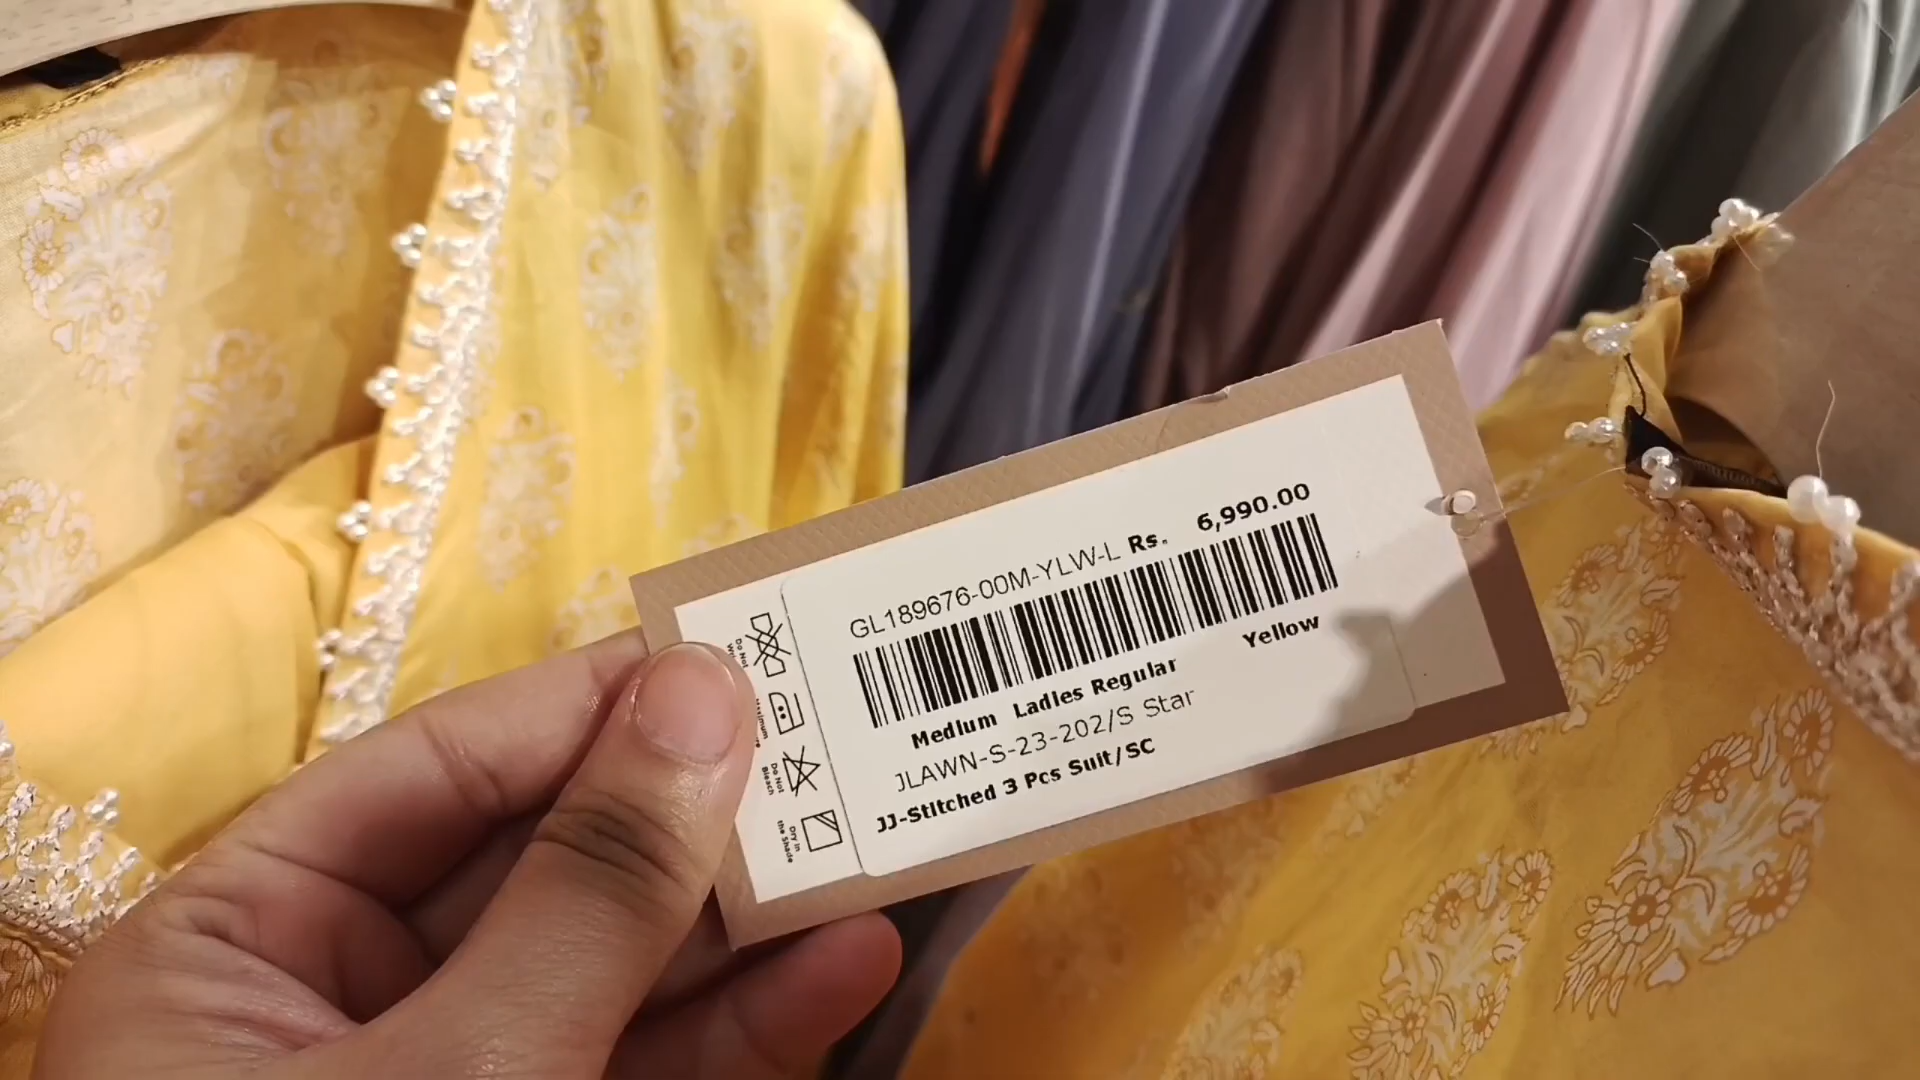 GL189676-00M-YLW-L Rs. 6,990.00
Medium Ladies Regular Yellow
JLAWN-S-23-202/S Star
JJ-Stitched 3 Pcs Suit/SC
Do Not
Maximum
Do Not
Bleach
Dry in
the Shade